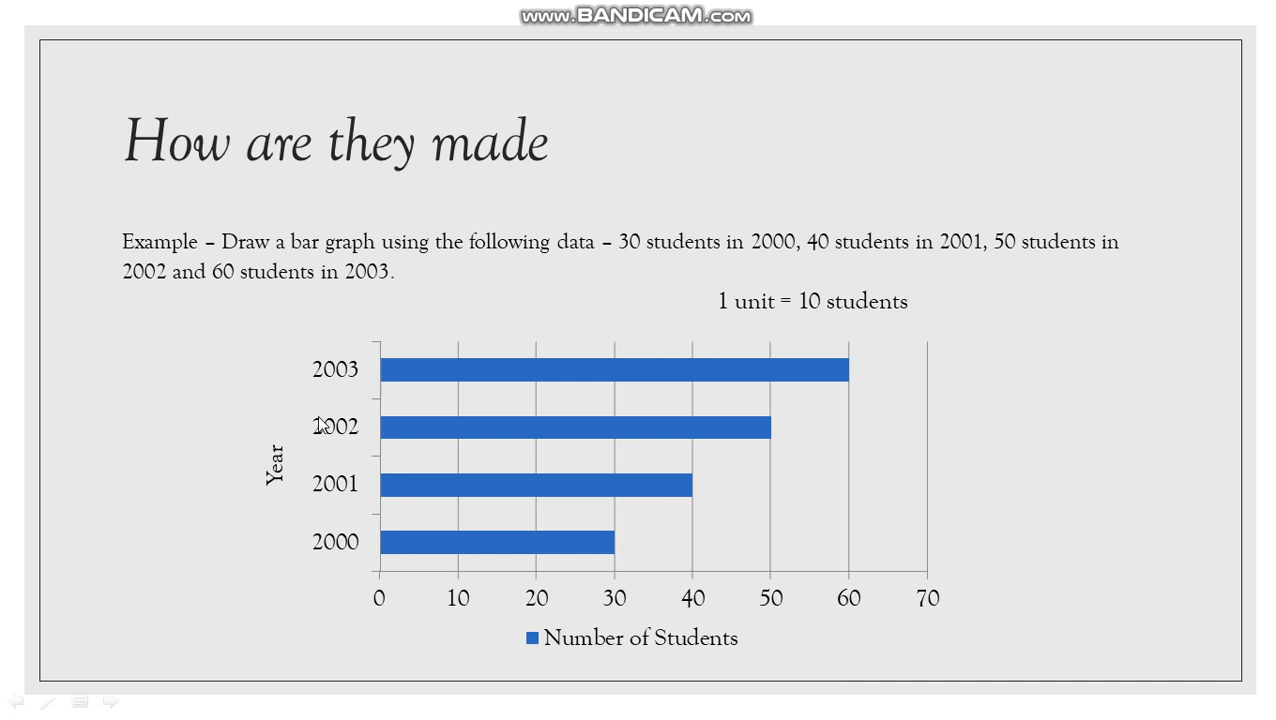 www.BANDICAM.com
How are they made
Example – Draw a bar graph using the following data – 30 students in 2000, 40 students in 2001, 50 students in
2002 and 60 students in 2003.
1 unit = 10 students
2003
2002
2001
2000
Year
0 10 20 30 40 50 60 70
Number of Students